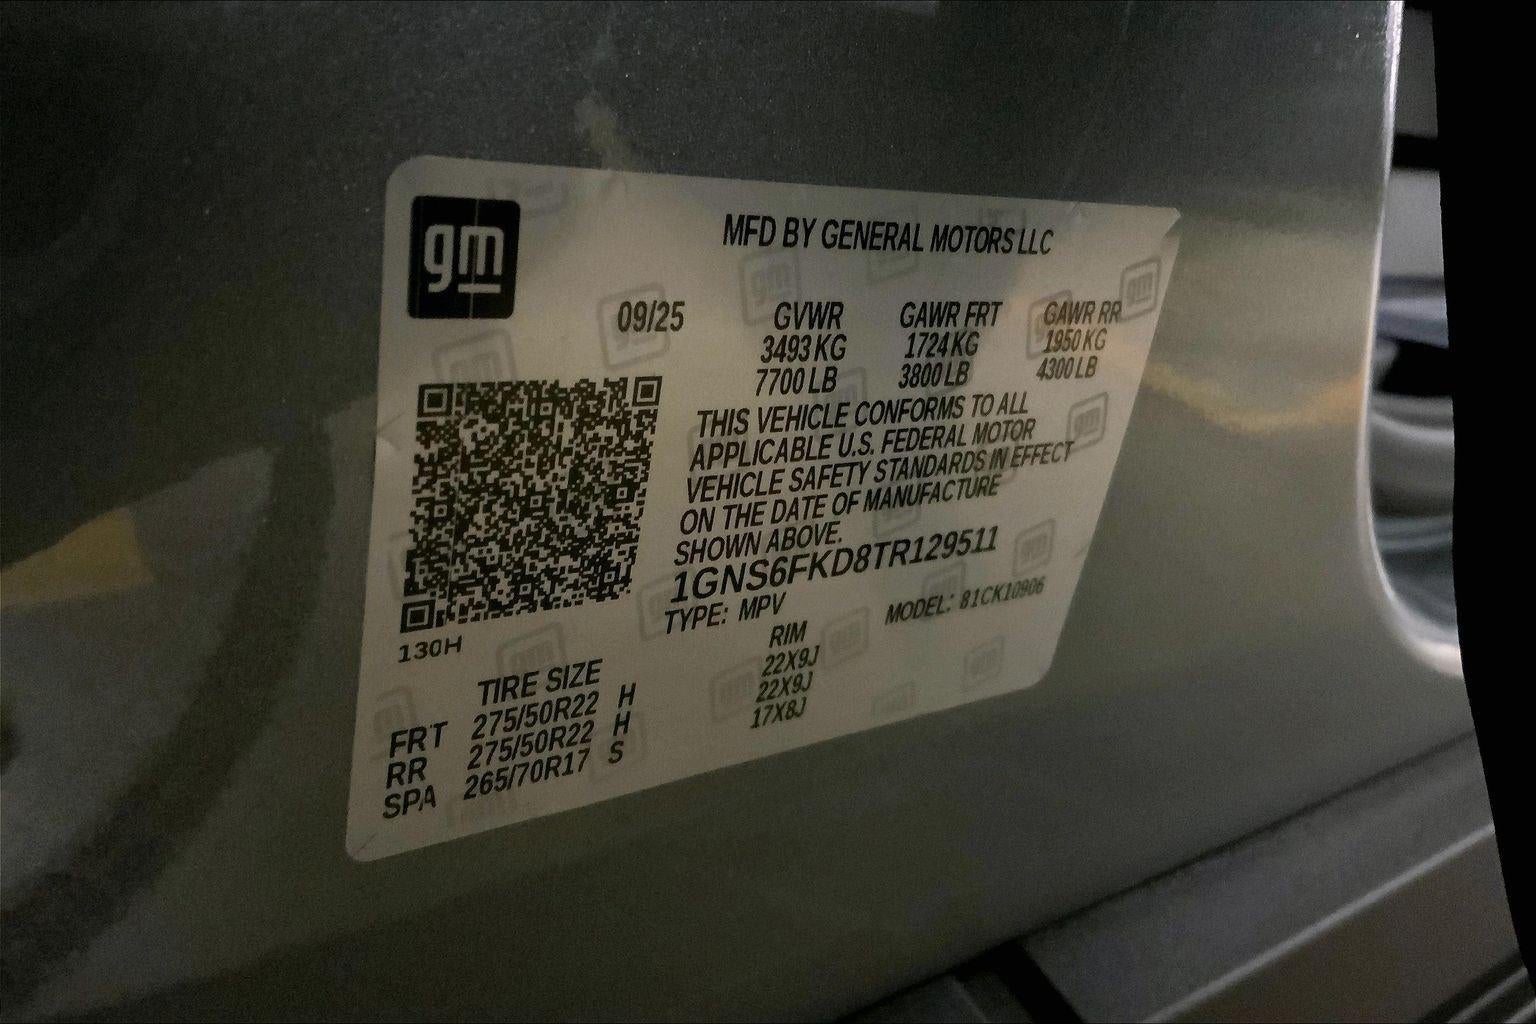 gm
MFD BY GENERAL MOTORS LLC
09/25 GVWR GAWR FRT GAWR RR
3493 KG 1724 KG 1950 KG
7700 LB 3800 LB 4300 LB
THIS VEHICLE CONFORMS TO ALL
APPLICABLE U.S. FEDERAL MOTOR
VEHICLE SAFETY STANDARDS IN EFFECT
ON THE DATE OF MANUFACTURE
SHOWN ABOVE.
1GNS6FKD8TR129511
TYPE: MPV MODEL: 81CK10906
130H
TIRE SIZE RIM
FRT 275/50R22 H 22X9J
RR 275/50R22 H 22X9J
SPA 265/70R17 S 17X8J